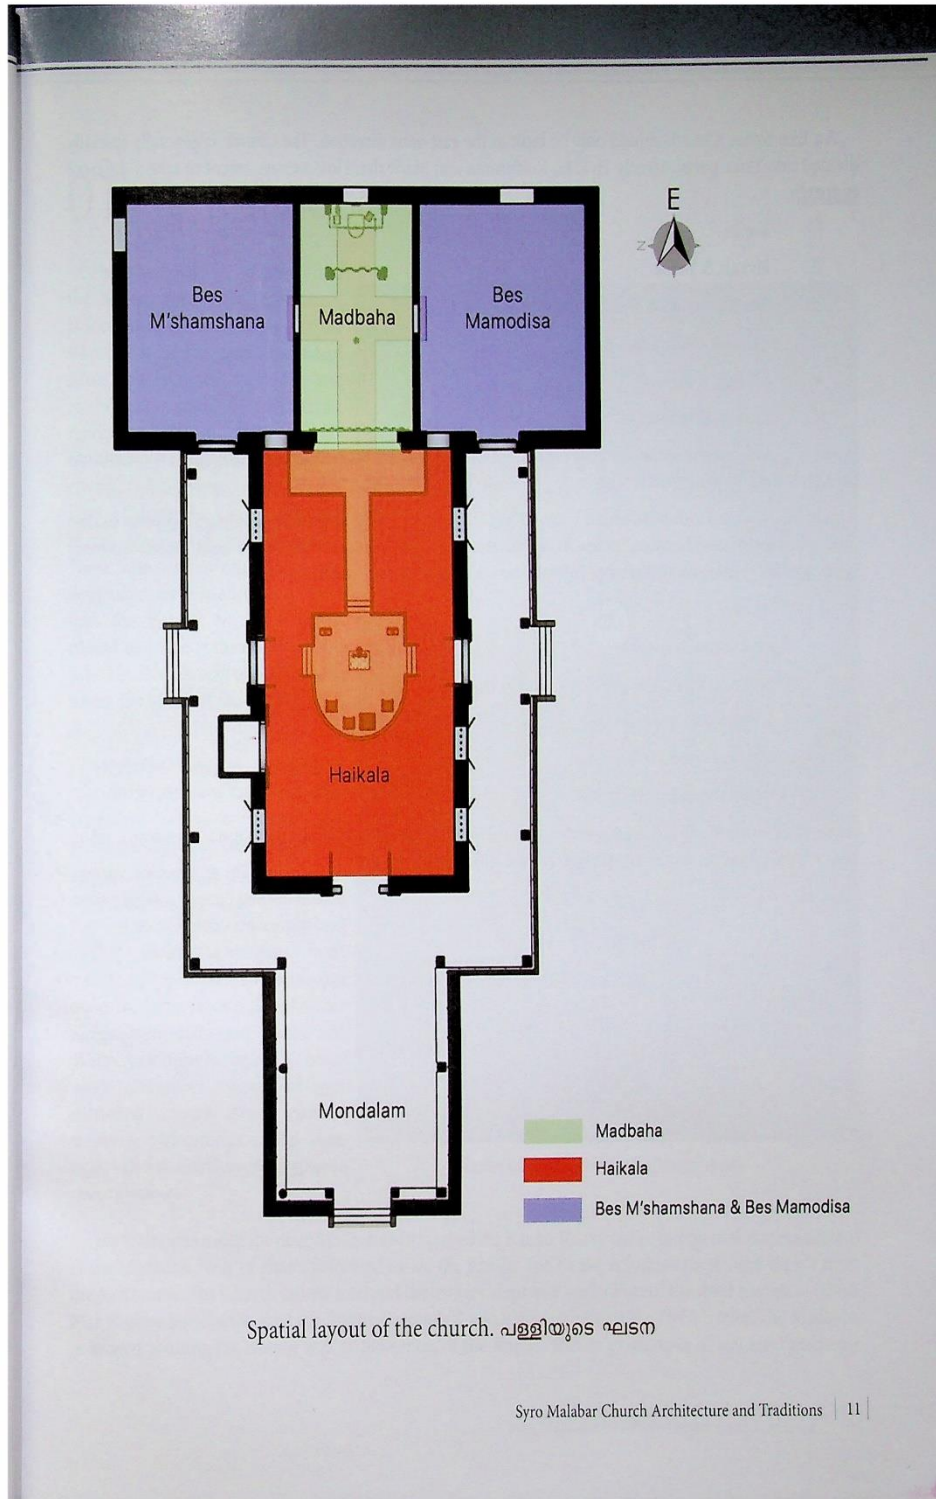 E
N
Bes
M'shamshana
Madbaha
Bes
Mamodisa
Haikala
Mondalam
Madbaha
Haikala
Bes M'shamshana & Bes Mamodisa
Spatial layout of the church. പള്ളിയുടെ ഘടന
Syro Malabar Church Architecture and Traditions | 11 |